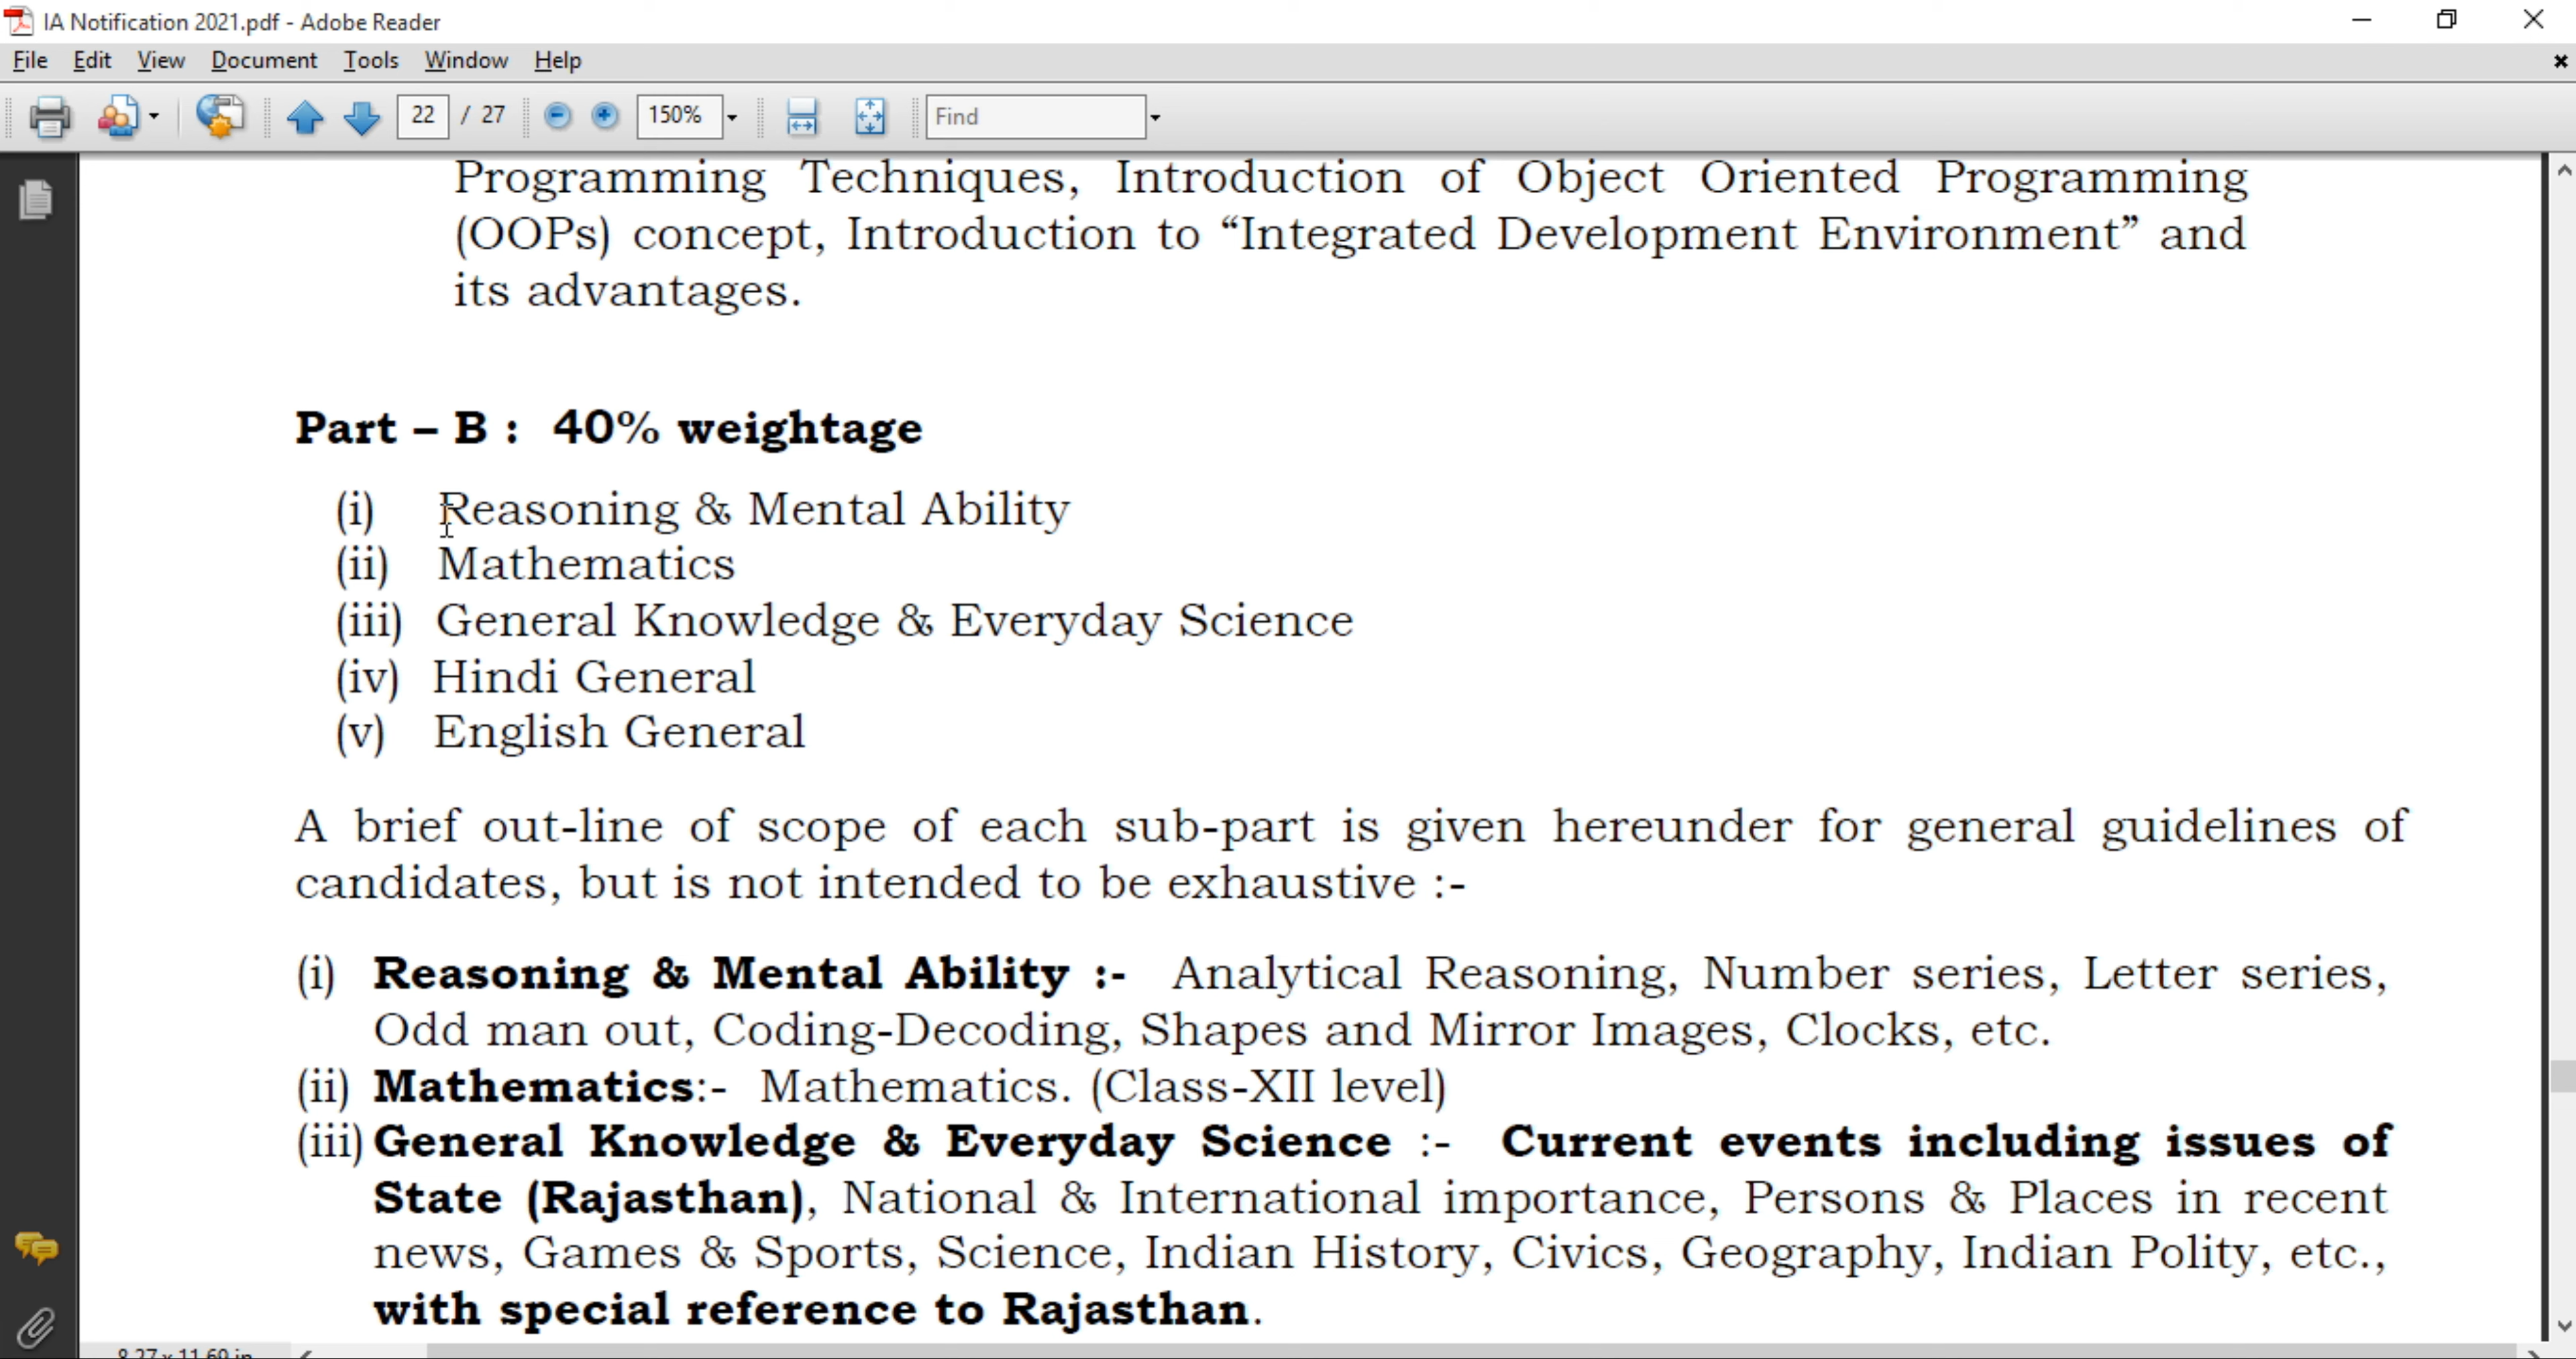 IA Notification 2021.pdf - Adobe Reader
File Edit View Document Tools Window Help
22 / 27 150% Find
Programming Techniques, Introduction of Object Oriented Programming
(OOPs) concept, Introduction to “Integrated Development Environment” and
its advantages.
Part – B : 40% weightage
(i) Reasoning & Mental Ability
(ii) Mathematics
(iii) General Knowledge & Everyday Science
(iv) Hindi General
(v) English General
A brief out-line of scope of each sub-part is given hereunder for general guidelines of
candidates, but is not intended to be exhaustive :-
(i) Reasoning & Mental Ability :- Analytical Reasoning, Number series, Letter series,
Odd man out, Coding-Decoding, Shapes and Mirror Images, Clocks, etc.
(ii) Mathematics:- Mathematics. (Class-XII level)
(iii) General Knowledge & Everyday Science :- Current events including issues of
State (Rajasthan), National & International importance, Persons & Places in recent
news, Games & Sports, Science, Indian History, Civics, Geography, Indian Polity, etc.,
with special reference to Rajasthan.
8.27 x 11.69 in